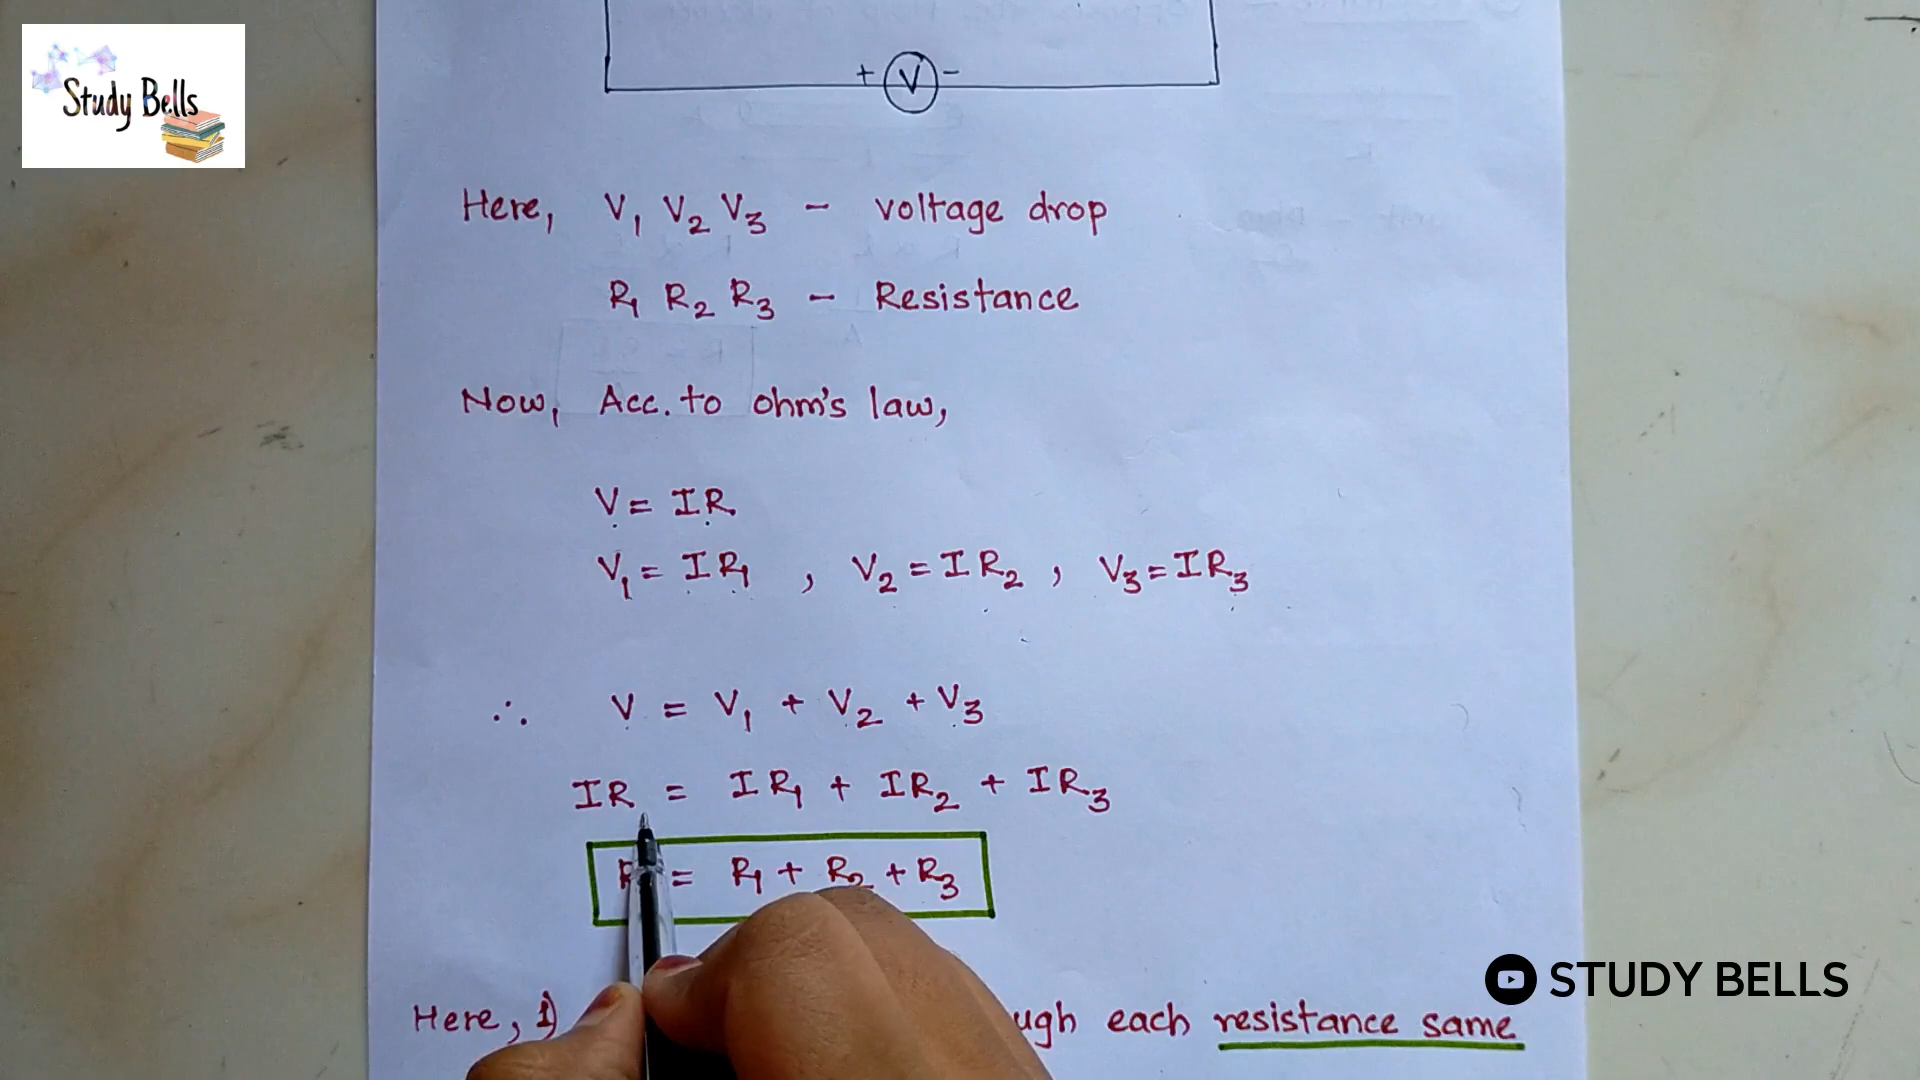 Study Bells
+ V -
Here, V1 V2 V3 - voltage drop
R1 R2 R3 - Resistance
Now, Acc. to ohm's law,
V = IR
V1 = IR1 , V2 = IR2 , V3 = IR3
∴ V = V1 + V2 + V3
IR = IR1 + IR2 + IR3
R = R1 + R2 + R3
STUDY BELLS
Here, 1) each resistance same